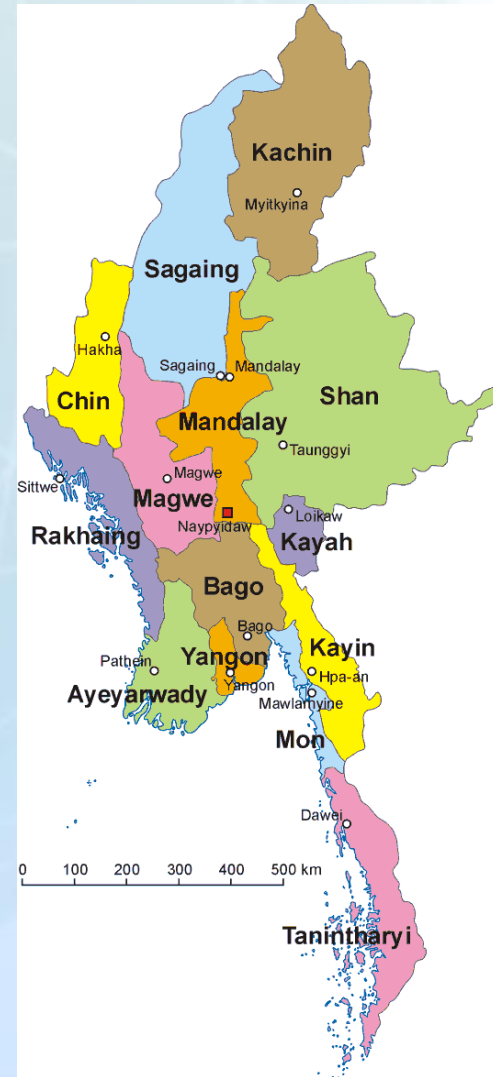 Kachin
Myitkyina
Sagaing
Hakha
Sagaing
Mandalay
Chin
Shan
Mandalay
Taunggyi
Magwe
Sittwe
Magwe
Loikaw
Naypyidaw
Rakhaing
Kayah
Bago
Bago
Kayin
Yangon
Pathein
Hpa-an
Yangon
Ayeyarwady
Mawlamyine
Mon
Dawei
0 100 200 300 400 500 km
Tanintharyi